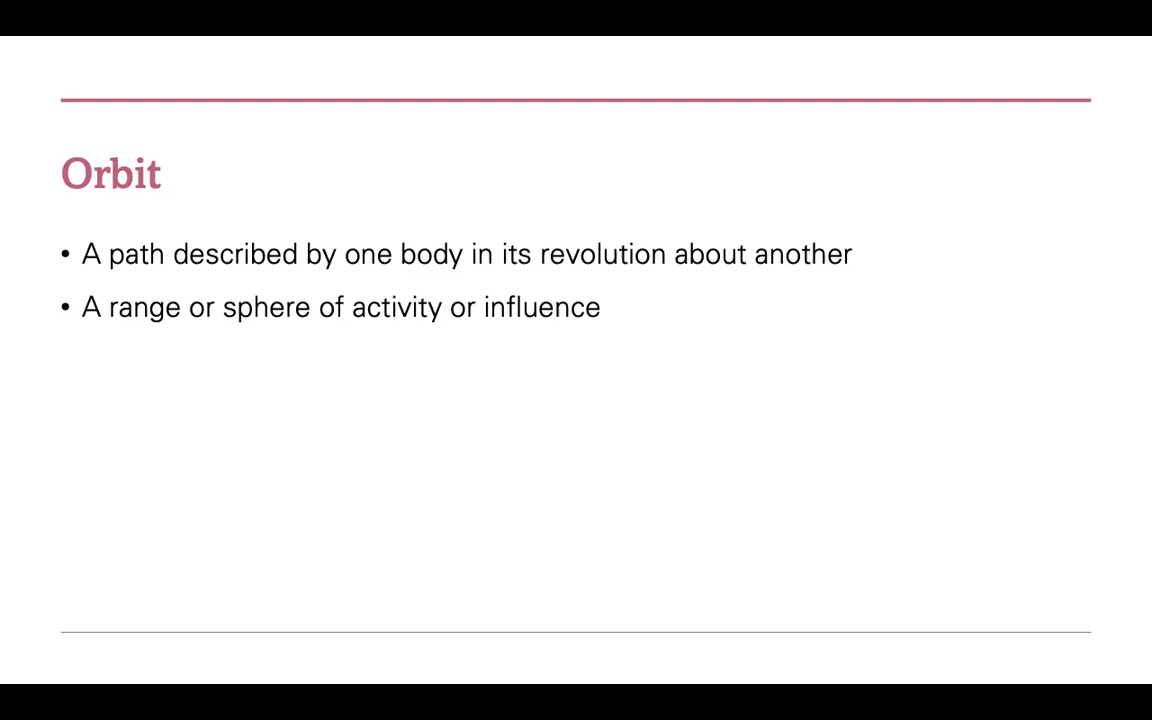 Orbit
• A path described by one body in its revolution about another
• A range or sphere of activity or influence